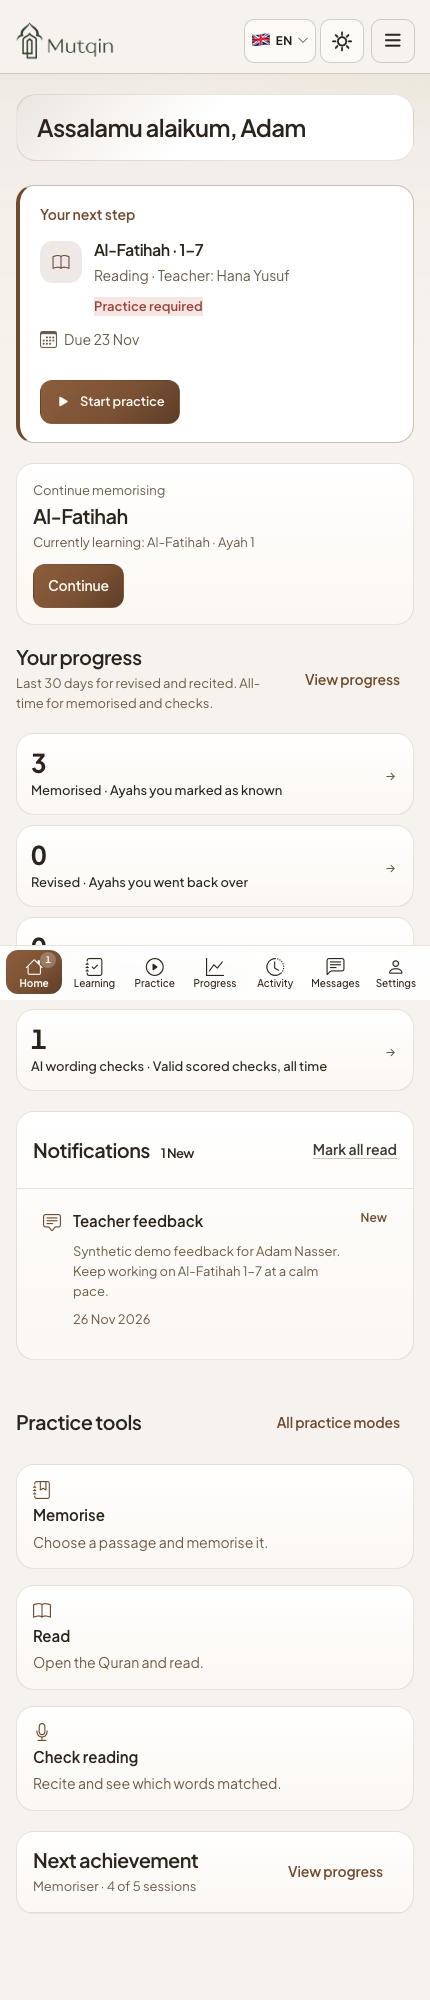 Mutqin
EN
Assalamu alaikum, Adam
Your next step
Al-Fatihah · 1–7
Reading · Teacher: Hana Yusuf
Practice required
Due 23 Nov
Start practice
Continue memorising
Al-Fatihah
Currently learning: Al-Fatihah · Ayah 1
Continue
Your progress
Last 30 days for revised and recited. All-
time for memorised and checks.
View progress
3
Memorised · Ayahs you marked as known
0
Revised · Ayahs you went back over
1
Home
Learning
Practice
Progress
Activity
Messages
Settings
1
AI wording checks · Valid scored checks, all time
Notifications 1 New
Mark all read
Teacher feedback
New
Synthetic demo feedback for Adam Nasser.
Keep working on Al-Fatihah 1–7 at a calm
pace.
26 Nov 2026
Practice tools
All practice modes
Memorise
Choose a passage and memorise it.
Read
Open the Quran and read.
Check reading
Recite and see which words matched.
Next achievement
Memoriser · 4 of 5 sessions
View progress